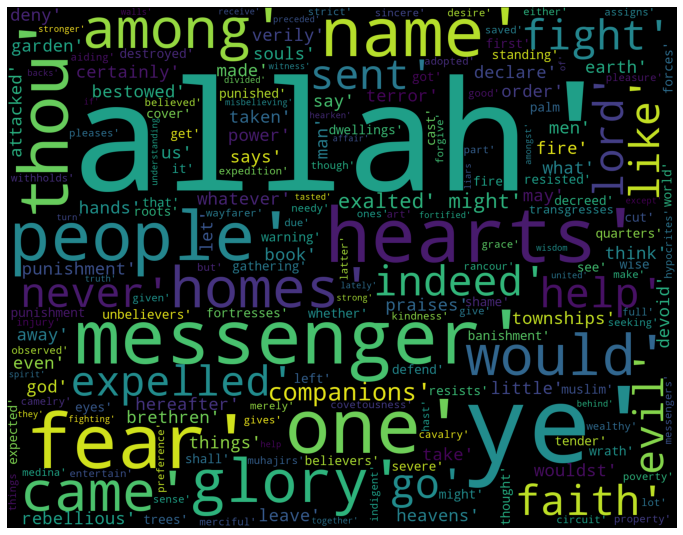 deny'
stronger'
walls'
receive'
preceded'
strict'
sincere'
desire'
either'
assigns'
among'
name'
fight'
garden'
aiding'
destroyed'
souls'
backs'
divided'
witness'
adopted'
good'
pleasure'
first'
saved'
standing'
forces'
thou'
attacked'
verily'
certainly'
made'
sent'
got'
declare'
earth'
bestowed'
believed'
punished'
misbelieving'
hearken'
say'
terror'
order'
palm
amongst'
of'
lord'
like'
pleases'
cover'
get'
power'
taken'
dwellings'
cast'
forgive'
affair'
men'
allah'
withholds'
understanding'
us'
it'
says'
expedition'
man'
though'
part'
liars'
fire'
what'
resisted'
whatever'
fire
may'
decreed'
world'
except'
hands'
that'
roots'
exalted'
might'
transgresses'
hypocrites'
people'
turn'
truth'
wayfarer'
let'
tasted'
needy'
due'
warning'
book'
ones'
art'
fortified'
hearts'
cut'
quarters'
think'
wise
punishment'
but'
gathering'
latter'
grace'
wisdom
see'
make'
never'
given'
homes'
lately'
strong'
rancour'
indeed'
united'
help'
full'
seeking'
devoid'
punishment
injury'
unbelievers'
fortresses'
whether'
kindness'
praises'
give'
shame'
townships'
banishment'
messenger'
away'
observed'
even'
spirit'
god'
expelled'
left'
defend'
would'
resists'
companions'
little'
muslim'
behind'
messengers'
evil'
expected'
they'
fighting'
hereafter'
eyes'
gives'
merely'
covetousness'
hast'
cavalry'
tender'
wealthy'
camelry'
brethren'
preference'
help
fear'
one'
ye'
things'
believers'
severe'
take'
wrath'
poverty'
wouldst'
things
medina'
entertain'
shall'
muhajirs'
indigent'
might'
thought'
lot'
came'
sense'
glory'
go'
faith'
rebellious'
trees'
merciful'
leave'
together'
heavens'
circuit'
property'